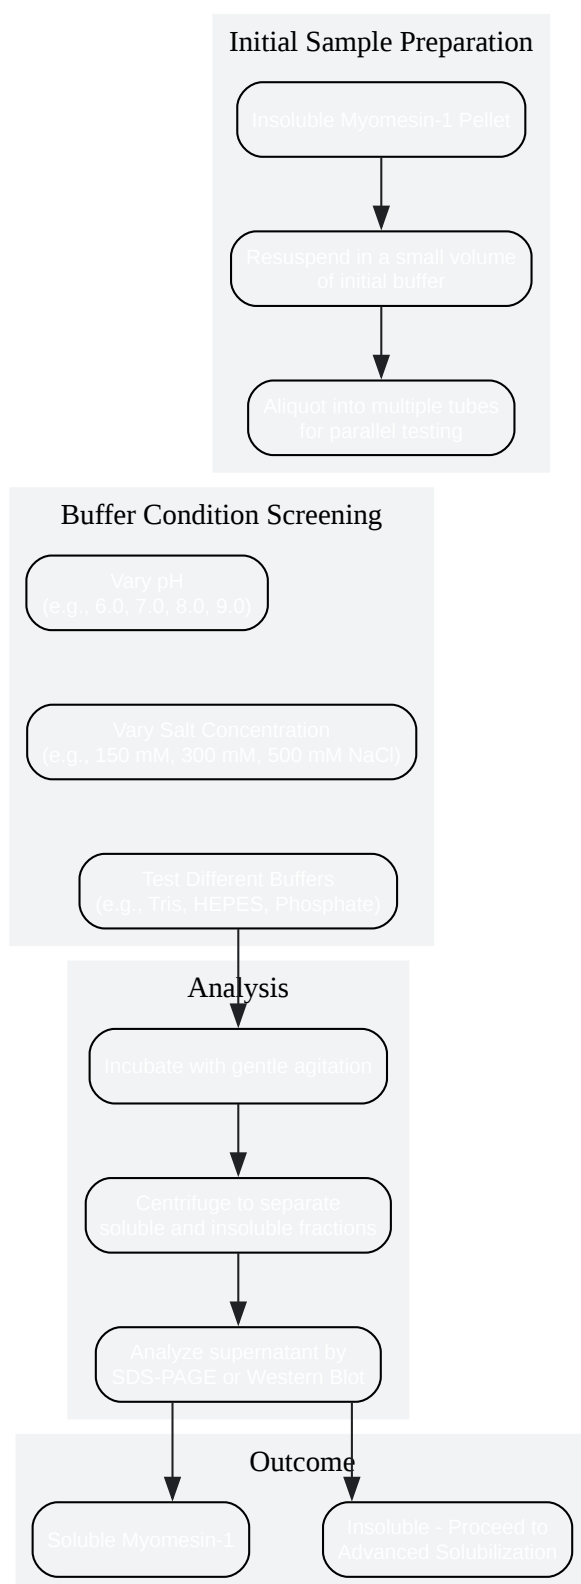 Initial Sample Preparation
Insoluble Myomesin-1 Pellet
Resuspend in a small volume
of initial buffer
Aliquot into multiple tubes
for parallel testing
Buffer Condition Screening
Vary pH
(e.g., 6.0, 7.0, 8.0, 9.0)
Vary Salt Concentration
(e.g., 150 mM, 300 mM, 500 mM NaCl)
Test Different Buffers
(e.g., Tris, HEPES, Phosphate)
Analysis
Incubate with gentle agitation
Centrifuge to separate
soluble and insoluble fractions
Analyze supernatant by
SDS-PAGE or Western Blot
Outcome
Soluble Myomesin-1
Insoluble - Proceed to
Advanced Solubilization